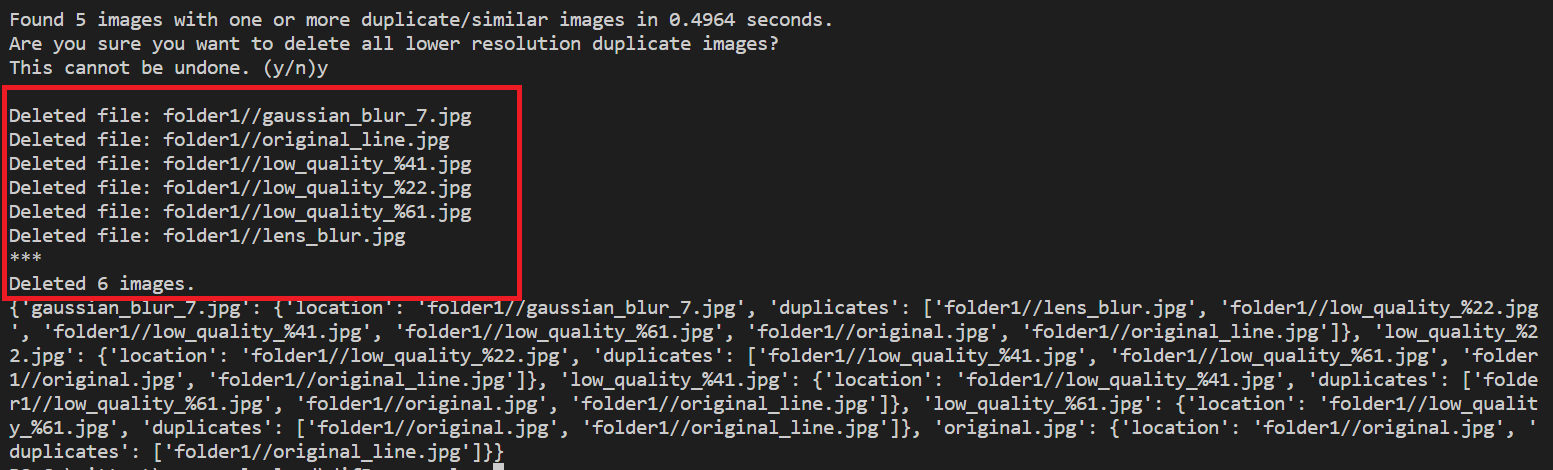 Found 5 images with one or more duplicate/similar images in 0.4964 seconds.
Are you sure you want to delete all lower resolution duplicate images?
This cannot be undone. (y/n)y
Deleted file: folder1//gaussian_blur_7.jpg
Deleted file: folder1//original_line.jpg
Deleted file: folder1//low_quality_%41.jpg
Deleted file: folder1//low_quality_%22.jpg
Deleted file: folder1//low_quality_%61.jpg
Deleted file: folder1//lens_blur.jpg
***
Deleted 6 images.
{'gaussian_blur_7.jpg': {'location': 'folder1//gaussian_blur_7.jpg', 'duplicates': ['folder1//lens_blur.jpg', 'folder1//low_quality_%22.jpg
', 'folder1//low_quality_%41.jpg', 'folder1//low_quality_%61.jpg', 'folder1//original.jpg', 'folder1//original_line.jpg']}, 'low_quality_%2
2.jpg': {'location': 'folder1//low_quality_%22.jpg', 'duplicates': ['folder1//low_quality_%41.jpg', 'folder1//low_quality_%61.jpg', 'folder
1//original.jpg', 'folder1//original_line.jpg']}, 'low_quality_%41.jpg': {'location': 'folder1//low_quality_%41.jpg', 'duplicates': ['folde
r1//low_quality_%61.jpg', 'folder1//original.jpg', 'folder1//original_line.jpg']}, 'low_quality_%61.jpg': {'location': 'folder1//low_qualit
y_%61.jpg', 'duplicates': ['folder1//original.jpg', 'folder1//original_line.jpg']}, 'original.jpg': {'location': 'folder1//original.jpg', '
duplicates': ['folder1//original_line.jpg']}}